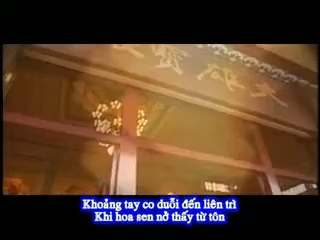 Khoảng tay co duỗi đến liên trì
Khi hoa sen nở thấy từ tôn